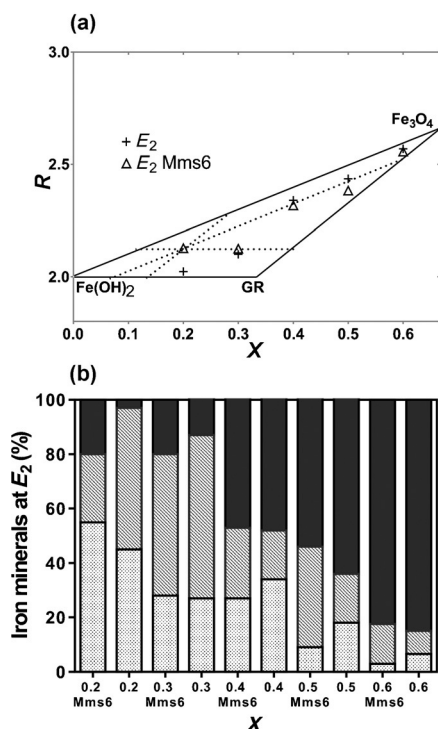 (a)
3.0
Fe3O4
+ E2
△ E2 Mms6
2.5
R
2.0
Fe(OH)2
GR
0.0 0.1 0.2 0.3 0.4 0.5 0.6
X
(b)
100
80
60
40
20
0
Iron minerals at E2 (%)
0.2 0.2 0.3 0.3 0.4 0.4 0.5 0.5 0.6 0.6
Mms6 Mms6 Mms6 Mms6 Mms6
X